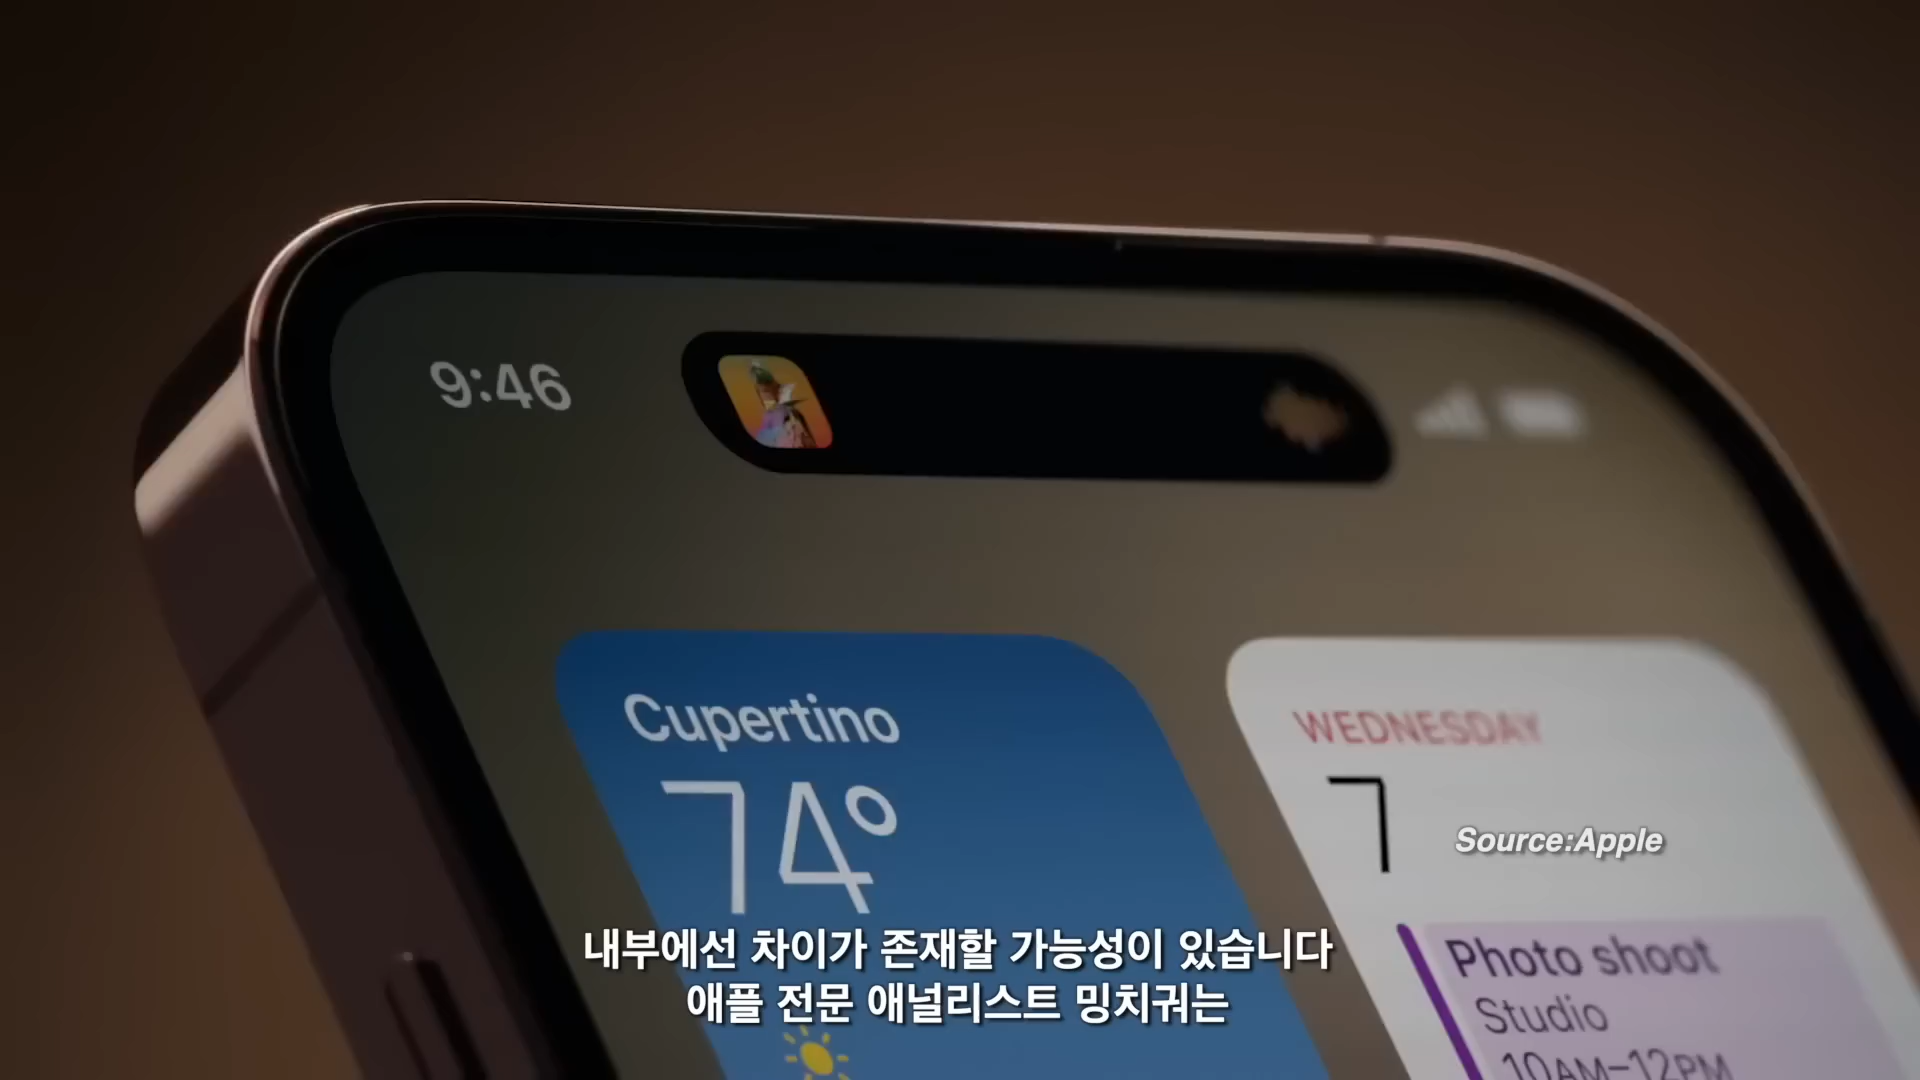 9:46
Cupertino
74°
WEDNESDAY
7
Source:Apple
Photo shoot
Studio
10AM–12PM
내부에선 차이가 존재할 가능성이 있습니다
애플 전문 애널리스트 밍치궈는